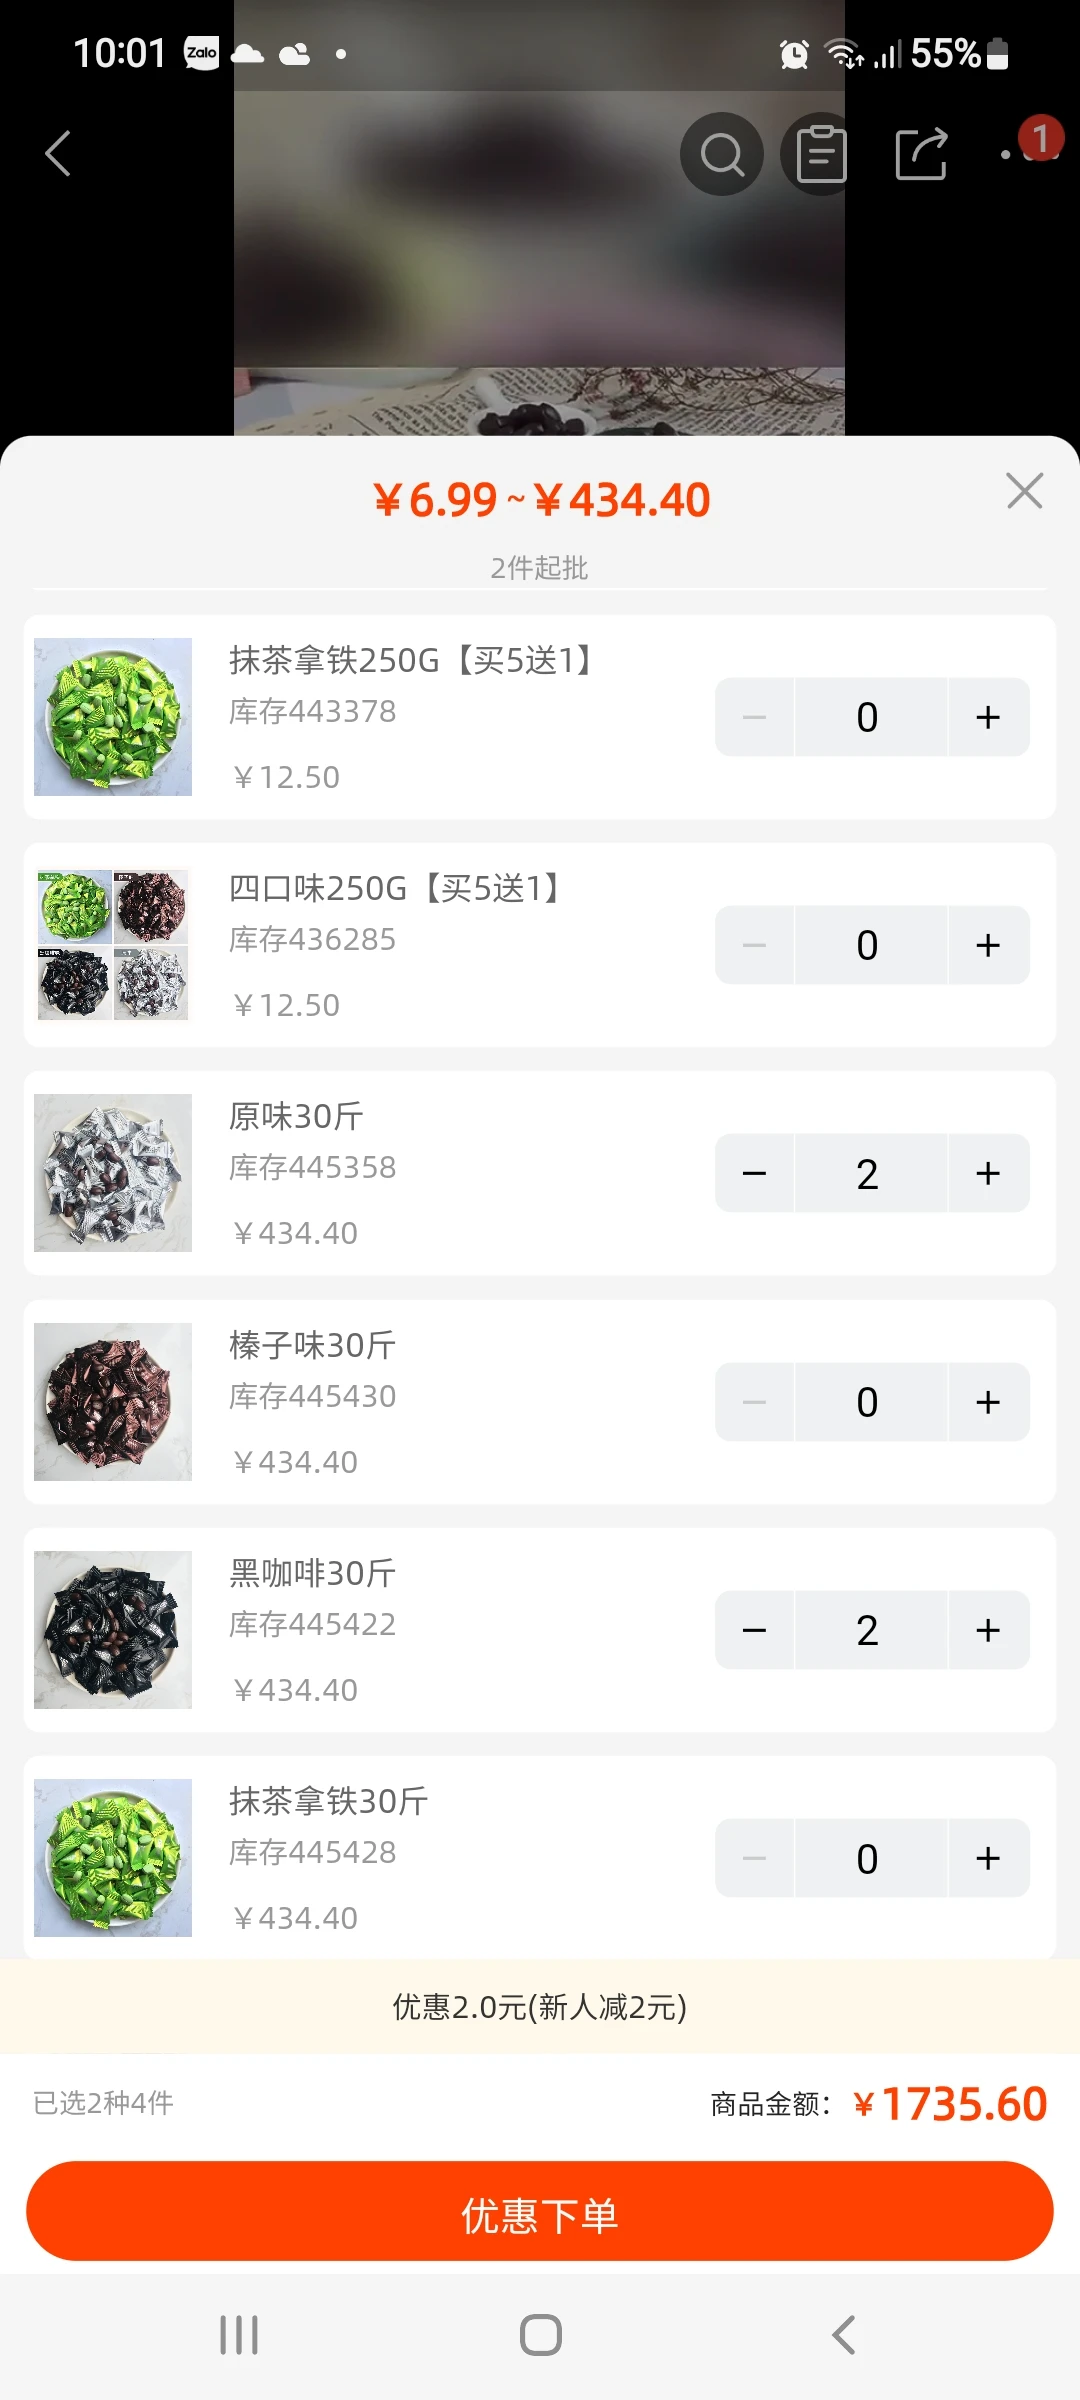 10:01 Zalo 55%
1
¥6.99~¥434.40
2件起批
抹茶拿铁250G【买5送1】
库存443378
0
¥12.50
四口味250G【买5送1】
库存436285
0
¥12.50
原味30斤
库存445358
2
¥434.40
榛子味30斤
库存445430
0
¥434.40
黑咖啡30斤
库存445422
2
¥434.40
抹茶拿铁30斤
库存445428
0
¥434.40
优惠2.0元(新人减2元)
已选2种4件 商品金额：¥1735.60
优惠下单